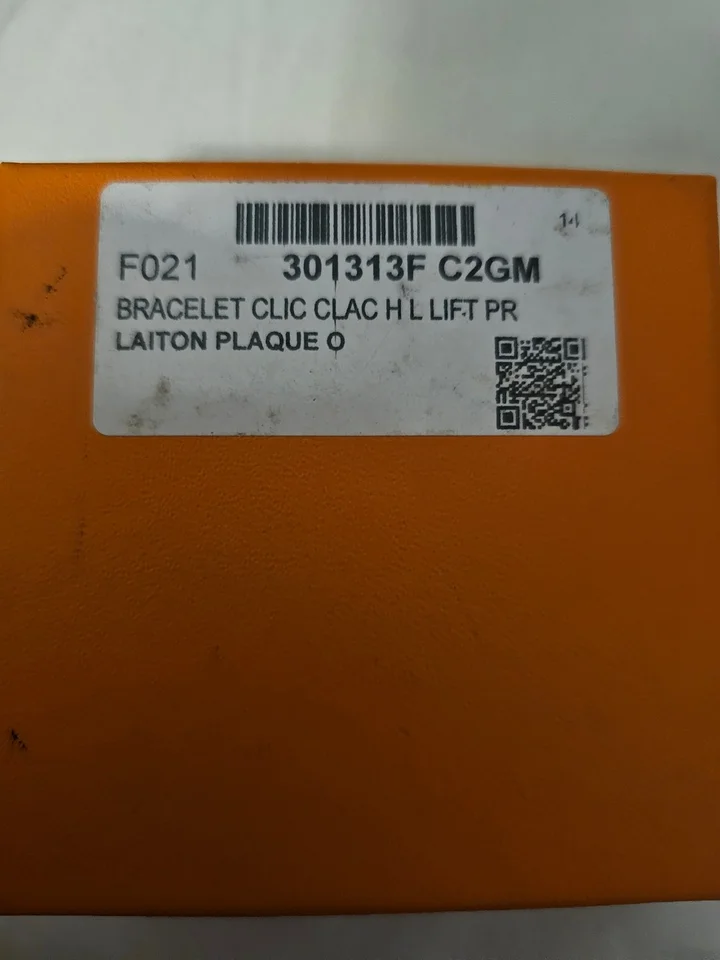 14
F021 301313F C2GM
BRACELET CLIC CLAC H L LIFT PR
LAITON PLAQUE O